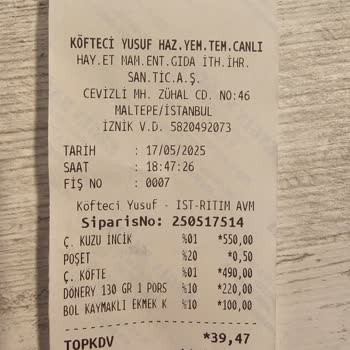 KÖFTECİ YUSUF HAZ.YEM.TEM.CANLI
HAY.ET MAM.ENT.GIDA İTH.İHR.
SAN.TİC.A.Ş.
CEVİZLİ MH. ZÜHAL CD. NO:46
MALTEPE/İSTANBUL
İZNİK V.D. 5820492073
TARİH : 17/05/2025
SAAT : 18:47:26
FİŞ NO : 0007
Köfteci Yusuf - IST-RITIM AVM
SiparisNo: 250517514
Ç. KUZU İNCİK %01 *550,00
POŞET %20 *0,50
Ç. KÖFTE %01 *490,00
DÖNERY 130 GR 1 PORS %10 *220,00
BOL KAYMAKLI EKMEK K %10 *100,00
TOPKDV *39,47